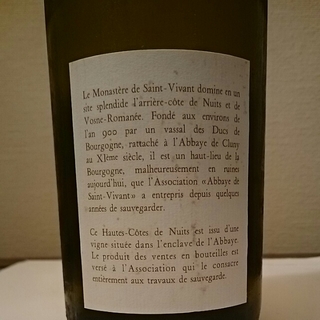 Le Monastère de Saint-Vivant domine en un
site splendide l'arrière-côte de Nuits et de
Vosne-Romanée. Fondé aux environs de
l'an 900 par un vassal des Ducs de
Bourgogne, rattaché à l'Abbaye de Cluny
au XIème siècle, il est un haut-lieu de la
Bourgogne, malheureusement en ruines
aujourd'hui, que l'Association «Abbaye de
Saint-Vivant» a entrepris depuis quelques
années de sauvegarder.
Ce Hautes-Côtes de Nuits est issu d'une
vigne située dans l'enclave de l'Abbaye.
Le produit des ventes en bouteilles est
versé à l'Association qui le consacre
entièrement aux travaux de sauvegarde.